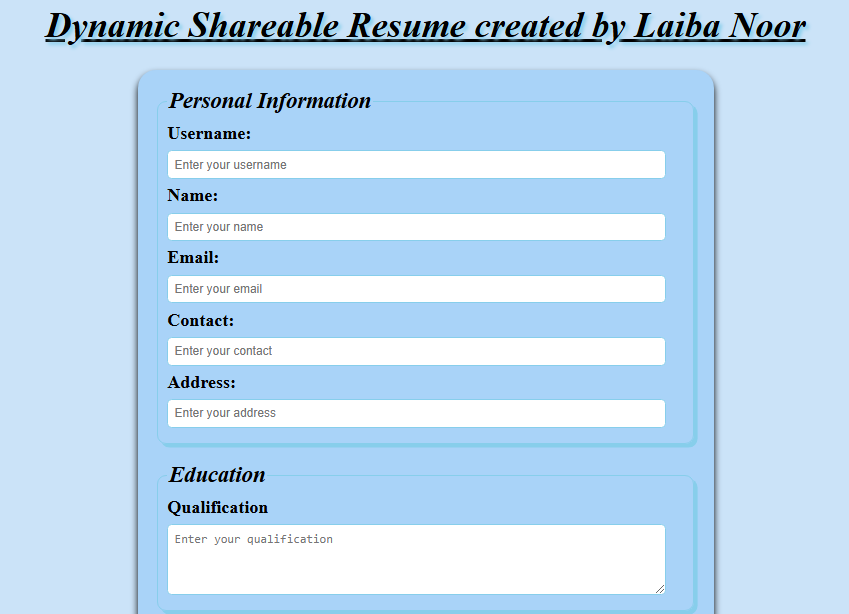 Dynamic Shareable Resume created by Laiba Noor
Personal Information
Username:
Enter your username
Name:
Enter your name
Email:
Enter your email
Contact:
Enter your contact
Address:
Enter your address
Education
Qualification
Enter your qualification